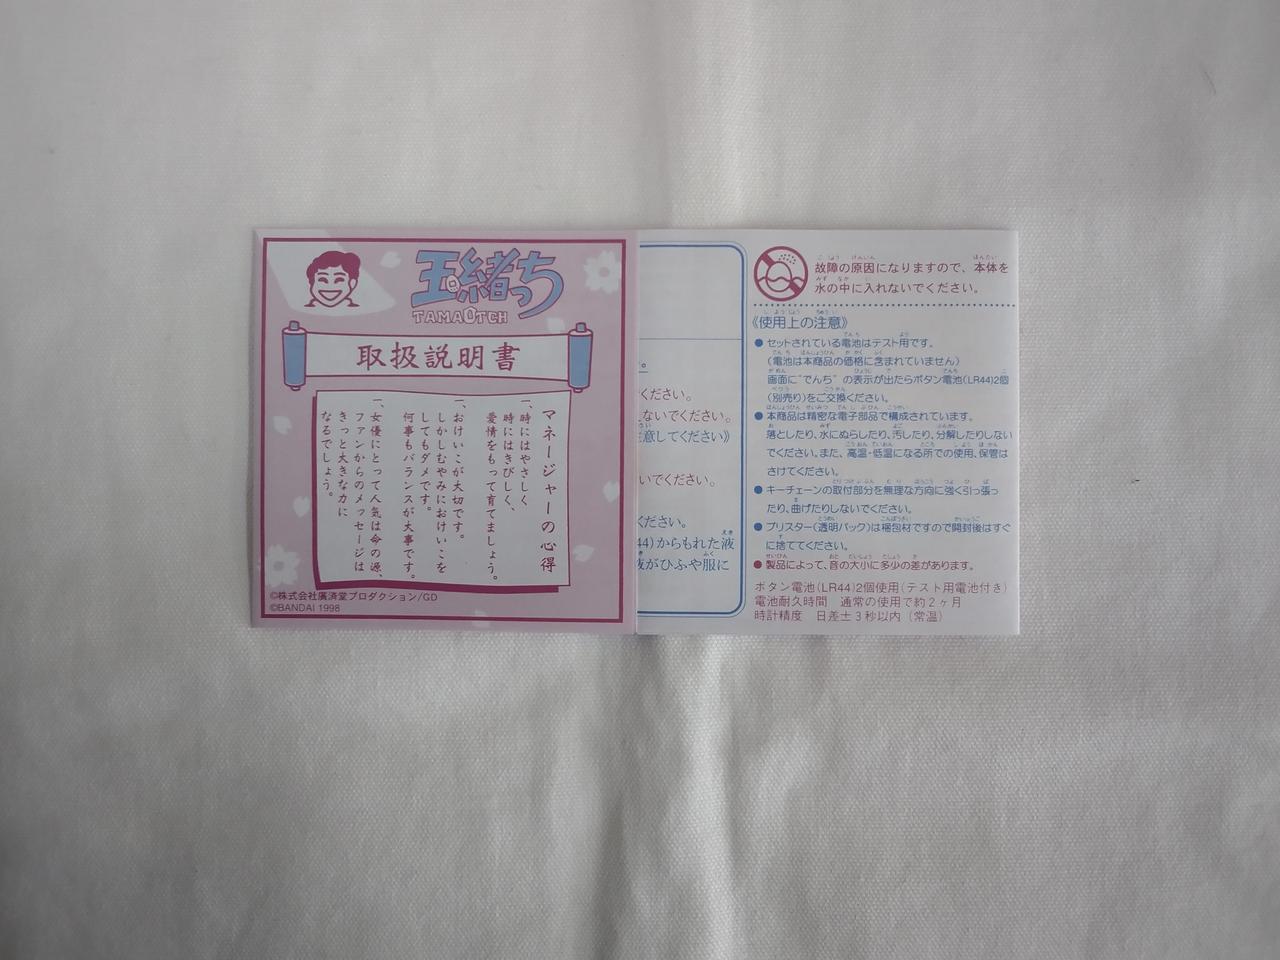 玉緒っち
TAMAOTCH
取扱説明書
マネージャーの心得
一、時にはやさしく
時にはきびしく、
愛情をもって育てましょう。
一、おけいこが大切です。
しかしむやみにおけいこを
してもダメです。
何事もバランスが大事です。
一、女優にとって人気は命の源、
ファンからのメッセージは
きっと大きな力に
なるでしょう。
©株式会社廣済堂プロダクション/GD
©BANDAI 1998
ください。
ないでください。
注意してください》
いでください。
ください。
44)からもれた液
液がひふや服に
故障の原因になりますので、本体を
水の中に入れないでください。
《使用上の注意》
●セットされている電池はテスト用です。
(電池は本商品の価格に含まれていません)
画面に"でんち"の表示が出たらボタン電池(LR44)2個
(別売り)をご交換ください。
●本商品は精密な電子部品で構成されています。
落としたり、水にぬらしたり、汚したり、分解したりしない
でください。また、高温・低温になる所での使用、保管は
さけてください。
●キーチェーンの取付部分を無理な方向に強く引っ張っ
たり、曲げたりしないでください。
●ブリスター(透明パック)は梱包材ですので開封後はすぐ
に捨ててください。
●製品によって、音の大小に多少の差があります。
ボタン電池(LR44)2個使用(テスト用電池付き)
電池耐久時間　通常の使用で約2ヶ月
時計精度　日差±3秒以内(常温)